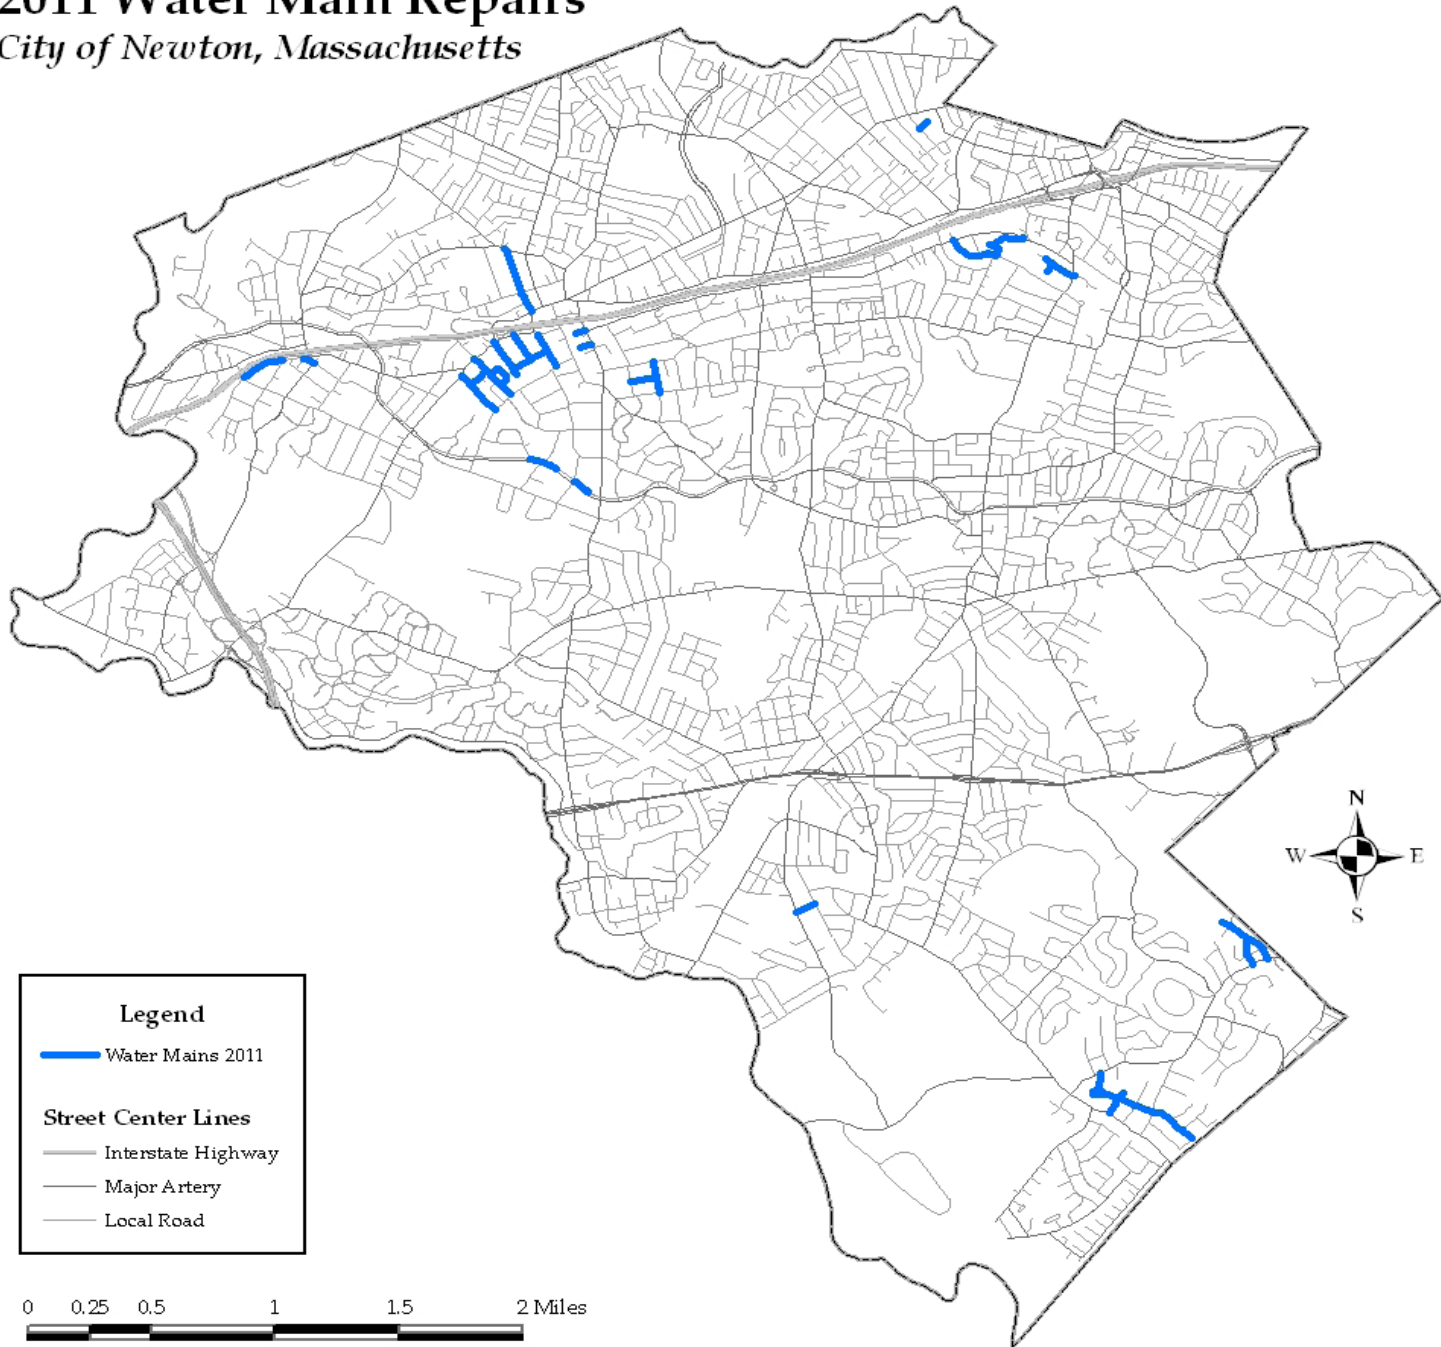 2011 Water Main Repairs
City of Newton, Massachusetts
N
W E
S
Legend
Water Mains 2011
Street Center Lines
Interstate Highway
Major Artery
Local Road
0 0.25 0.5 1 1.5 2 Miles